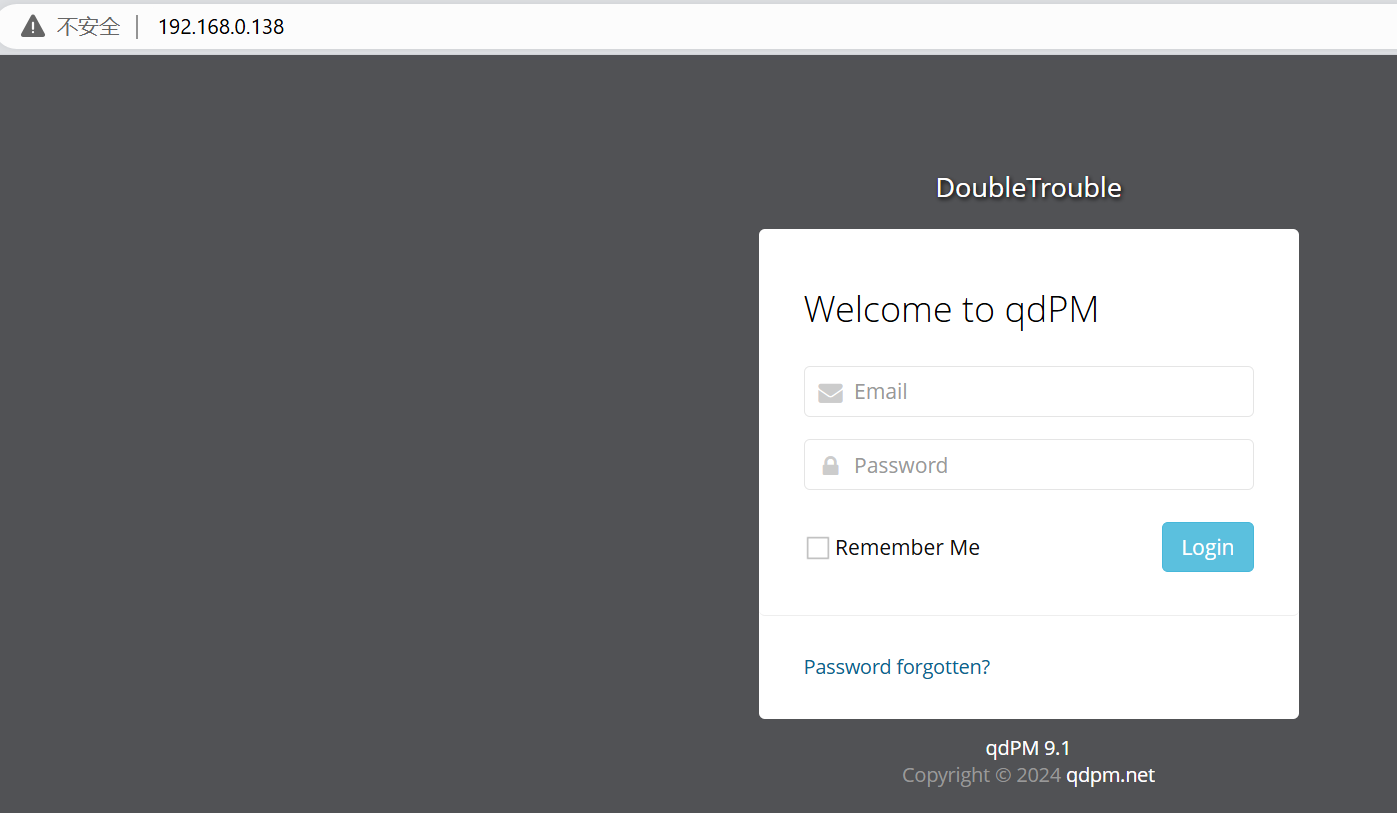 不安全 192.168.0.138
DoubleTrouble
Welcome to qdPM
Email
Password
Remember Me Login
Password forgotten?
qdPM 9.1
Copyright © 2024 qdpm.net